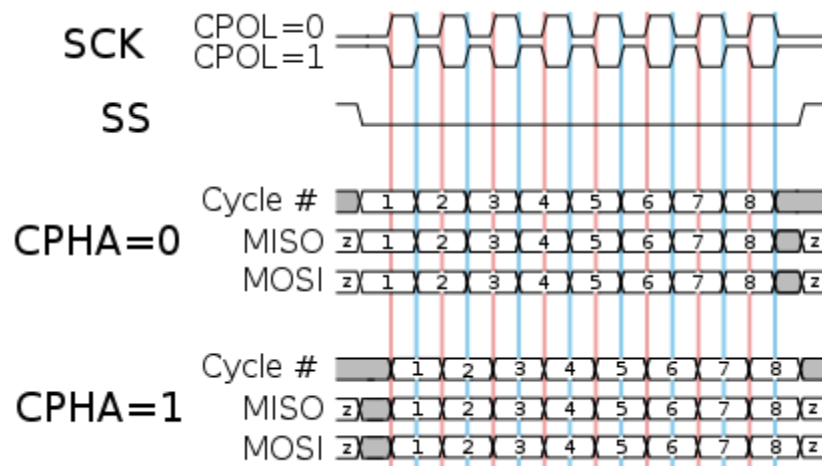 SCK CPOL=0
CPOL=1
SS
Cycle # 1 2 3 4 5 6 7 8
CPHA=0 MISO z 1 2 3 4 5 6 7 8 z
MOSI z 1 2 3 4 5 6 7 8 z
Cycle # 1 2 3 4 5 6 7 8
CPHA=1 MISO z 1 2 3 4 5 6 7 8 z
MOSI z 1 2 3 4 5 6 7 8 z